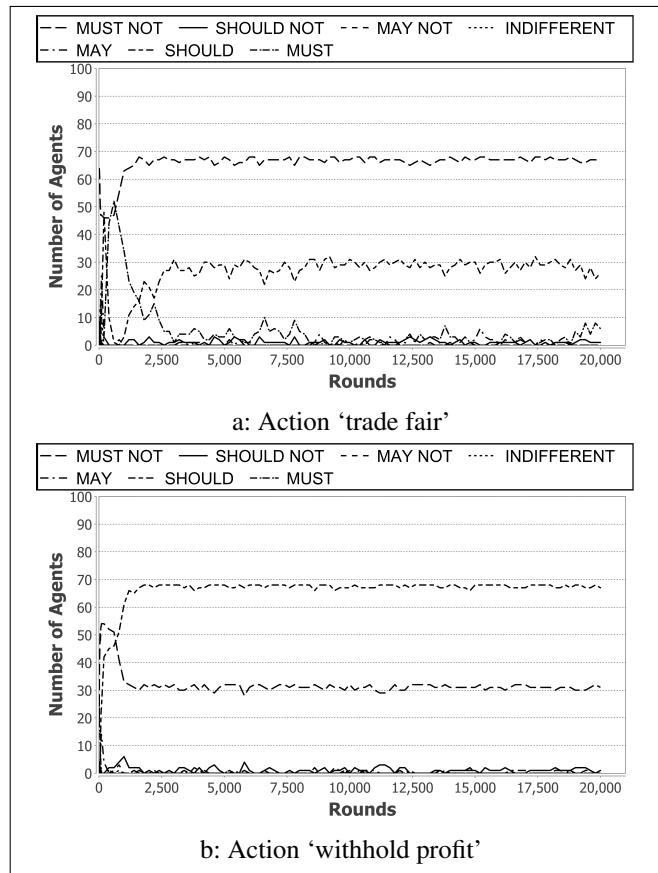 MUST NOT SHOULD NOT MAY NOT INDIFFERENT
MAY SHOULD MUST
100
90
80
70
60
50
40
30
20
10
0
Number of Agents
0 2,500 5,000 7,500 10,000 12,500 15,000 17,500 20,000
Rounds
a: Action ‘trade fair’
MUST NOT SHOULD NOT MAY NOT INDIFFERENT
MAY SHOULD MUST
100
90
80
70
60
50
40
30
20
10
0
Number of Agents
0 2,500 5,000 7,500 10,000 12,500 15,000 17,500 20,000
Rounds
b: Action ‘withhold profit’